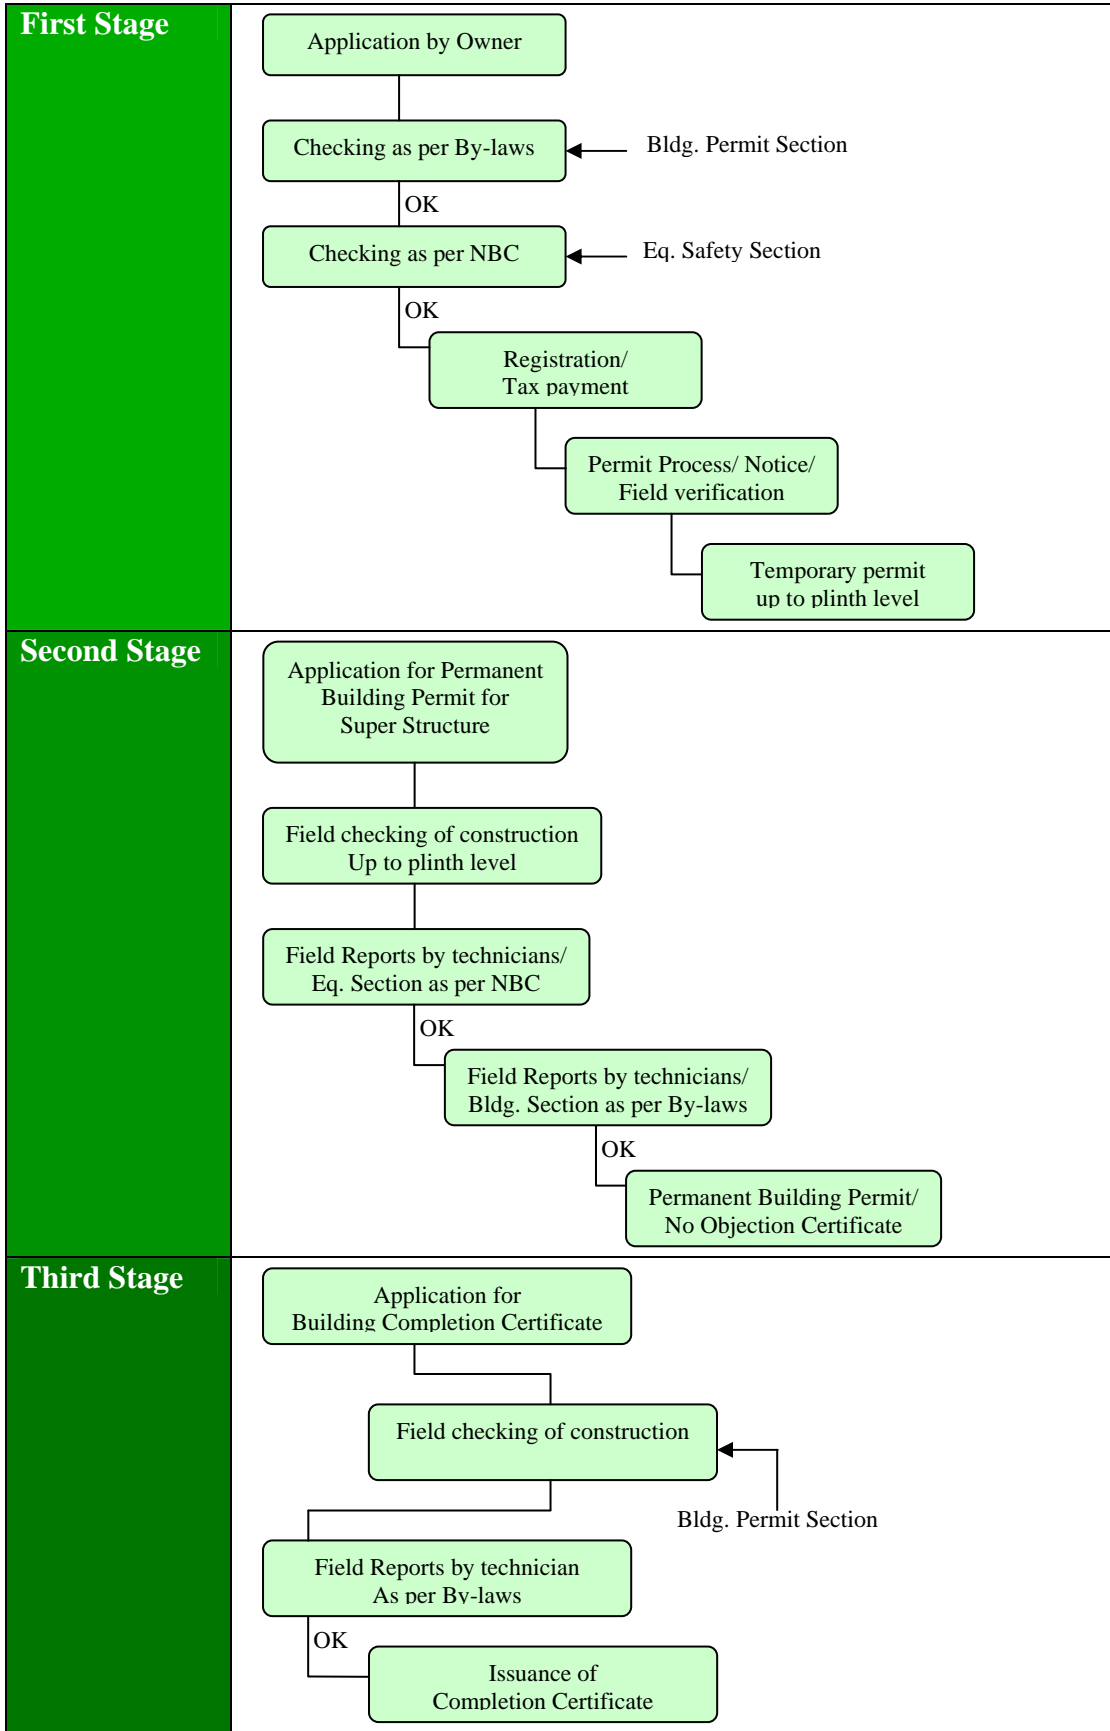 First Stage
Application by Owner
Checking as per By-laws
Bldg. Permit Section
OK
Checking as per NBC
Eq. Safety Section
OK
Registration/
Tax payment
Permit Process/ Notice/
Field verification
Temporary permit
up to plinth level
Second Stage
Application for Permanent
Building Permit for
Super Structure
Field checking of construction
Up to plinth level
Field Reports by technicians/
Eq. Section as per NBC
OK
Field Reports by technicians/
Bldg. Section as per By-laws
OK
Permanent Building Permit/
No Objection Certificate
Third Stage
Application for
Building Completion Certificate
Field checking of construction
Bldg. Permit Section
Field Reports by technician
As per By-laws
OK
Issuance of
Completion Certificate